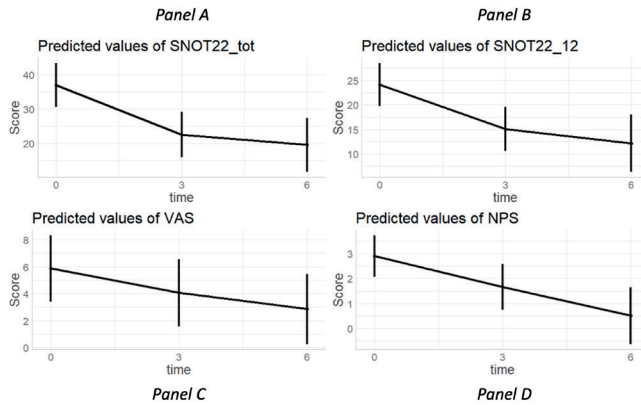 Panel A
Panel B
Predicted values of SNOT22_tot
Score
40
30
20
0
3
6
time
Predicted values of SNOT22_12
Score
25
20
15
10
0
3
6
time
Predicted values of VAS
Score
8
6
4
2
0
0
3
6
time
Predicted values of NPS
Score
3
2
1
0
0
3
6
time
Panel C
Panel D